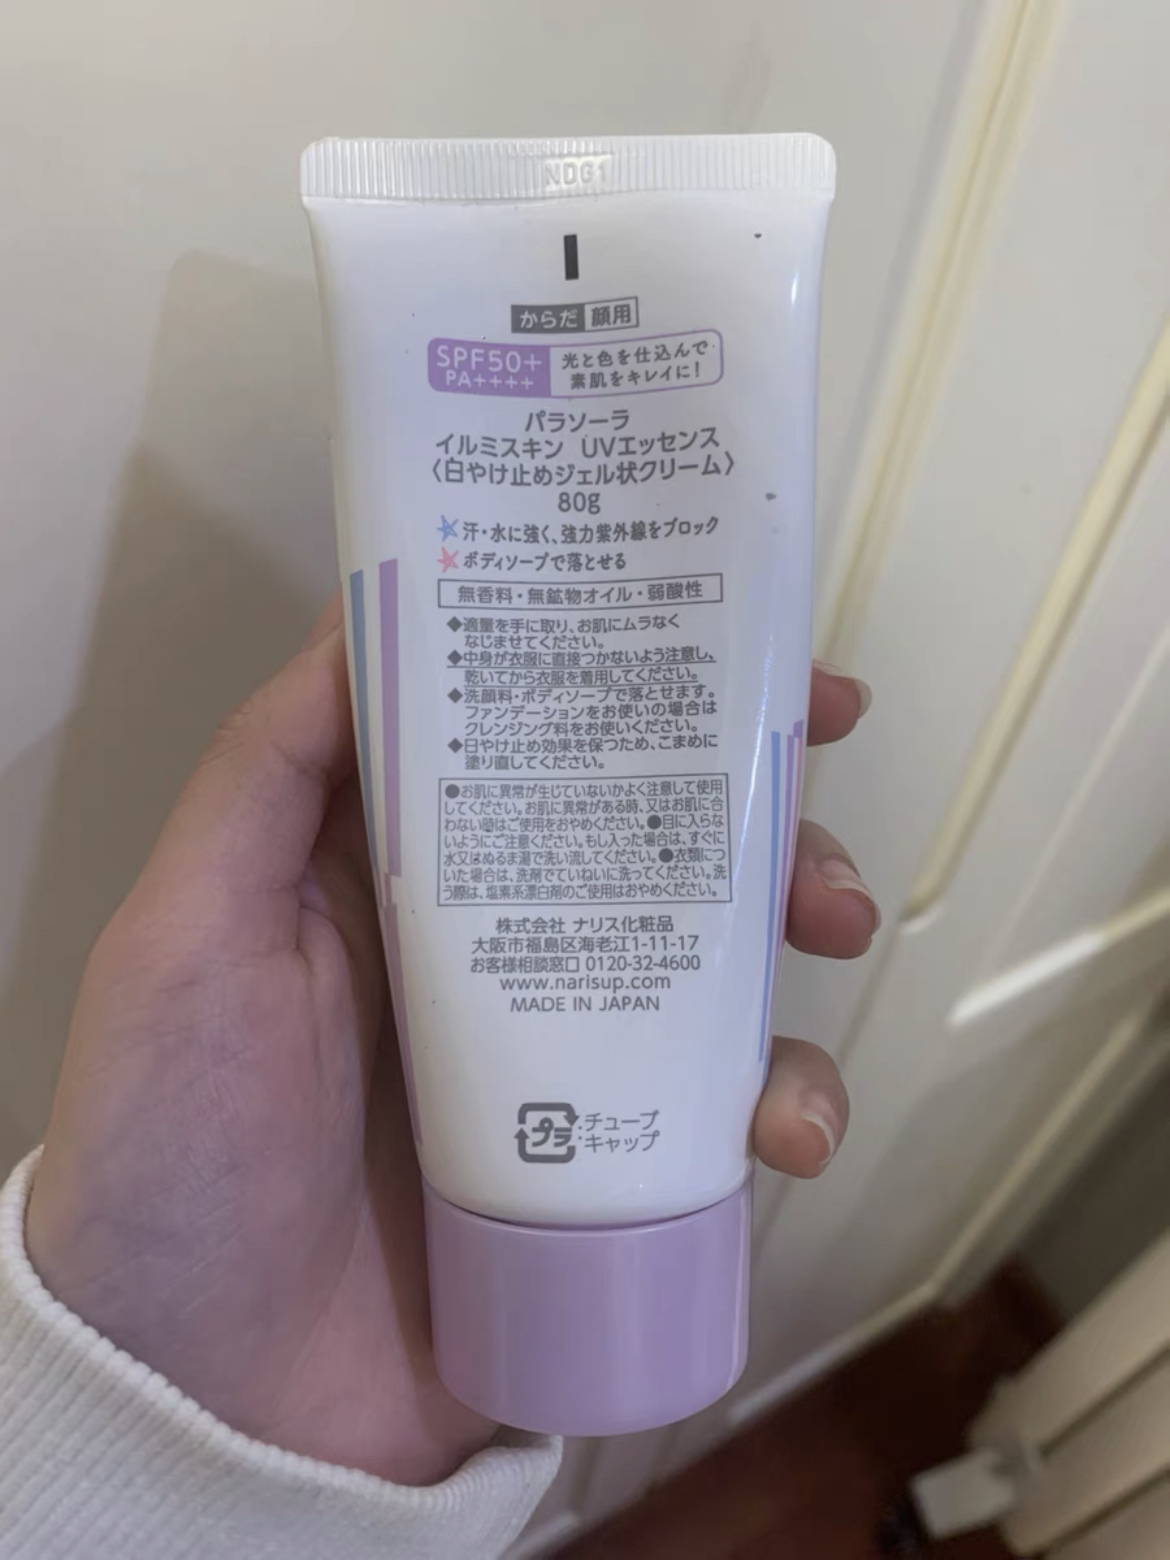 NDG1
からだ 顔用
SPF50+
PA++++
光と色を仕込んで
素肌をキレイに!
パラソーラ
イルミスキン UVエッセンス
〈日やけ止めジェル状クリーム〉
80g
汗・水に強く、強力紫外線をブロック
ボディソープで落とせる
無香料・無鉱物オイル・弱酸性
◆適量を手に取り、お肌にムラなく
なじませてください。
◆中身が衣服に直接つかないよう注意し、
乾いてから衣服を着用してください。
◆洗顔料・ボディソープで落とせます。
ファンデーションをお使いの場合は
クレンジング料をお使いください。
◆日やけ止め効果を保つため、こまめに
塗り直してください。
●お肌に異常が生じていないかよく注意して使用
してください。お肌に異常がある時、又はお肌に合
わない時はご使用をおやめください。●目に入らな
いようにご注意ください。もし入った場合は、すぐに
水又はぬるま湯で洗い流してください。●衣類につ
いた場合は、洗剤でていねいに洗ってください。洗
う際は、塩素系漂白剤のご使用はおやめください。
株式会社 ナリス化粧品
大阪市福島区海老江1-11-17
お客様相談窓口 0120-32-4600
www.narisup.com
MADE IN JAPAN
プラ
:チューブ
:キャップ